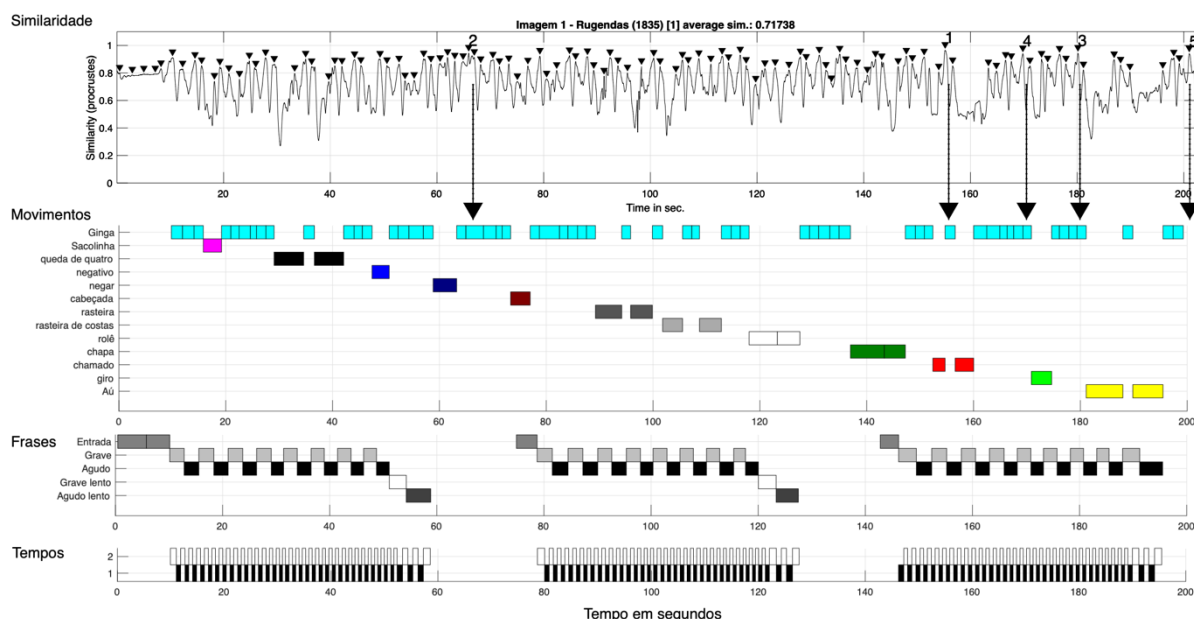 Similaridade
Imagem 1 - Rugendas (1835) [1] average sim.: 0.71738
2
1
4
3
5
1
0.8
0.6
0.4
0.2
0
Similarity (procrustes)
20 40 60 80 100 120 140 160 180 200
Time in sec.
Movimentos
Ginga
Sacolinha
queda de quatro
negativo
negar
cabeçada
rasteira
rasteira de costas
rolê
chapa
chamado
giro
Aú
0 20 40 60 80 100 120 140 160 180 200
Frases
Entrada
Grave
Agudo
Grave lento
Agudo lento
0 20 40 60 80 100 120 140 160 180 200
Tempos
2
1
0 20 40 60 80 100 120 140 160 180 200
Tempo em segundos